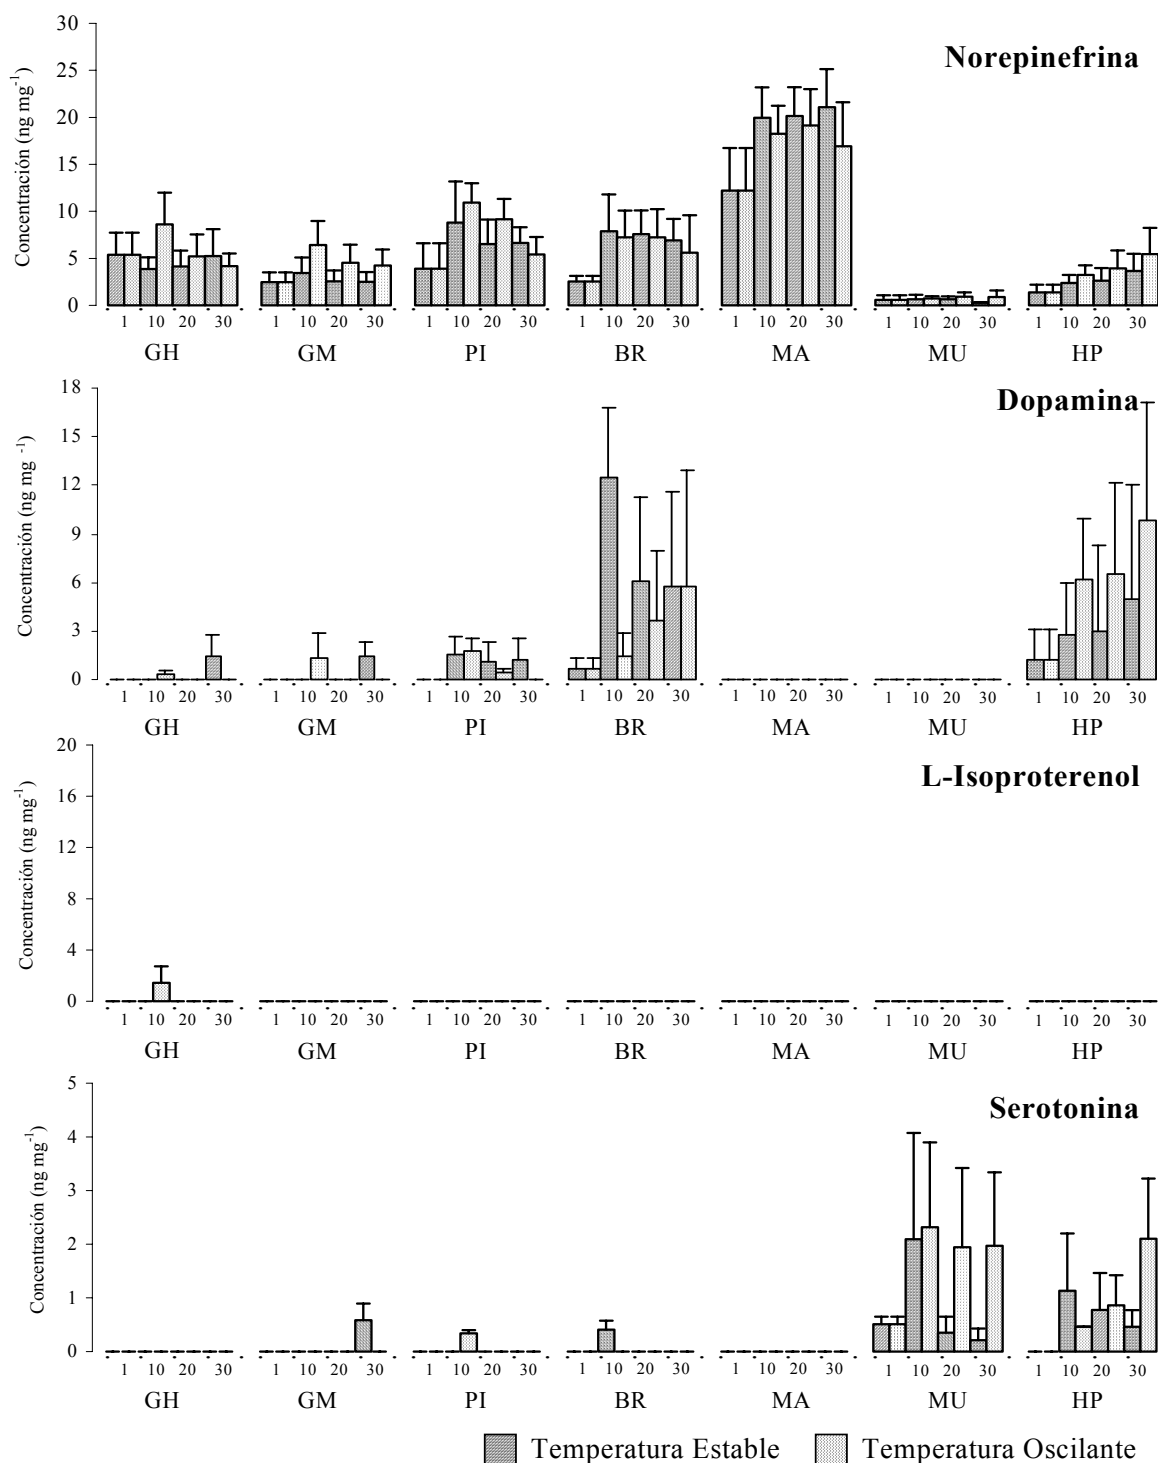 Norepinefrina
Concentración (ng mg-1)
30
25
20
15
10
5
0
1 10 20 30 1 10 20 30 1 10 20 30 1 10 20 30 1 10 20 30 1 10 20 30 1 10 20 30
GH GM PI BR MA MU HP
Dopamina
Concentración (ng mg -1)
18
15
12
9
6
3
0
1 10 20 30 1 10 20 30 1 10 20 30 1 10 20 30 1 10 20 30 1 10 20 30 1 10 20 30
GH GM PI BR MA MU HP
L-Isoproterenol
Concentración (ng mg-1)
20
16
12
8
4
0
1 10 20 30 1 10 20 30 1 10 20 30 1 10 20 30 1 10 20 30 1 10 20 30 1 10 20 30
GH GM PI BR MA MU HP
Serotonina
Concentración (ng mg-1)
5
4
3
2
1
0
1 10 20 30 1 10 20 30 1 10 20 30 1 10 20 30 1 10 20 30 1 10 20 30 1 10 20 30
GH GM PI BR MA MU HP
Temperatura Estable Temperatura Oscilante